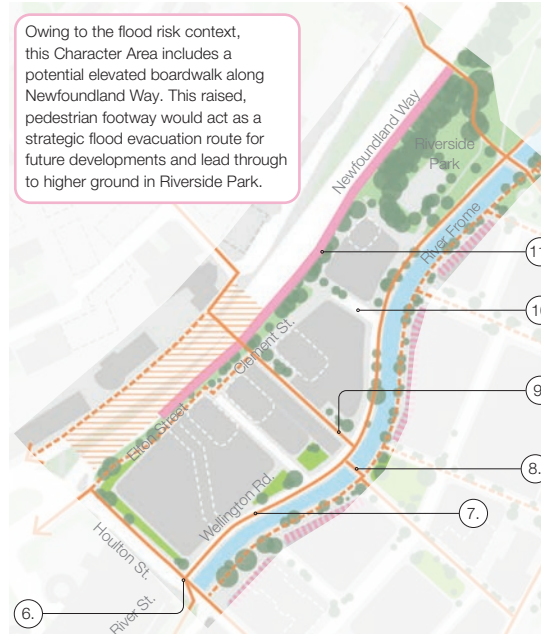 Owing to the flood risk context,
this Character Area includes a
potential elevated boardwalk along
Newfoundland Way. This raised,
pedestrian footway would act as a
strategic flood evacuation route for
future developments and lead through
to higher ground in Riverside Park.
Newfoundland Way
Riverside
Park
River Frome
11
10
Clement St.
9
Elton Street
8.
Wellington Rd.
7.
Houlton St.
6.
River St.